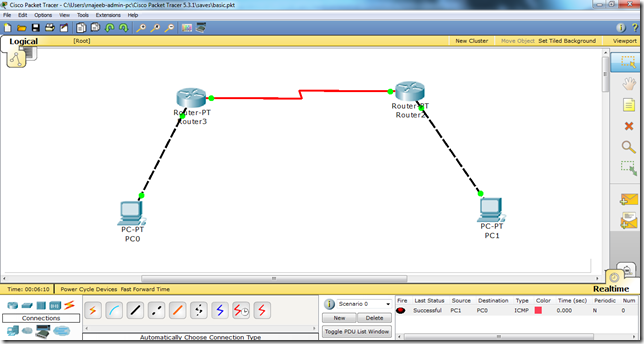 Cisco Packet Tracer - C:\Users\majeeb-admin-pc\Cisco Packet Tracer 5.3.1\saves\basic.pkt
File Edit Options View Tools Extensions Help
Logical [Root] New Cluster Move Object Set Tiled Background Viewport
Router-PT
Router3
Router-PT
Router2
PC-PT
PC0
PC-PT
PC1
Time: 00:06:10 Power Cycle Devices Fast Forward Time Realtime
Connections
Automatically Choose Connection Type
Scenario 0
New Delete
Toggle PDU List Window
Fire Last Status Source Destination Type Color Time (sec) Periodic Num
Successful PC1 PC0 ICMP 0.000 N 0